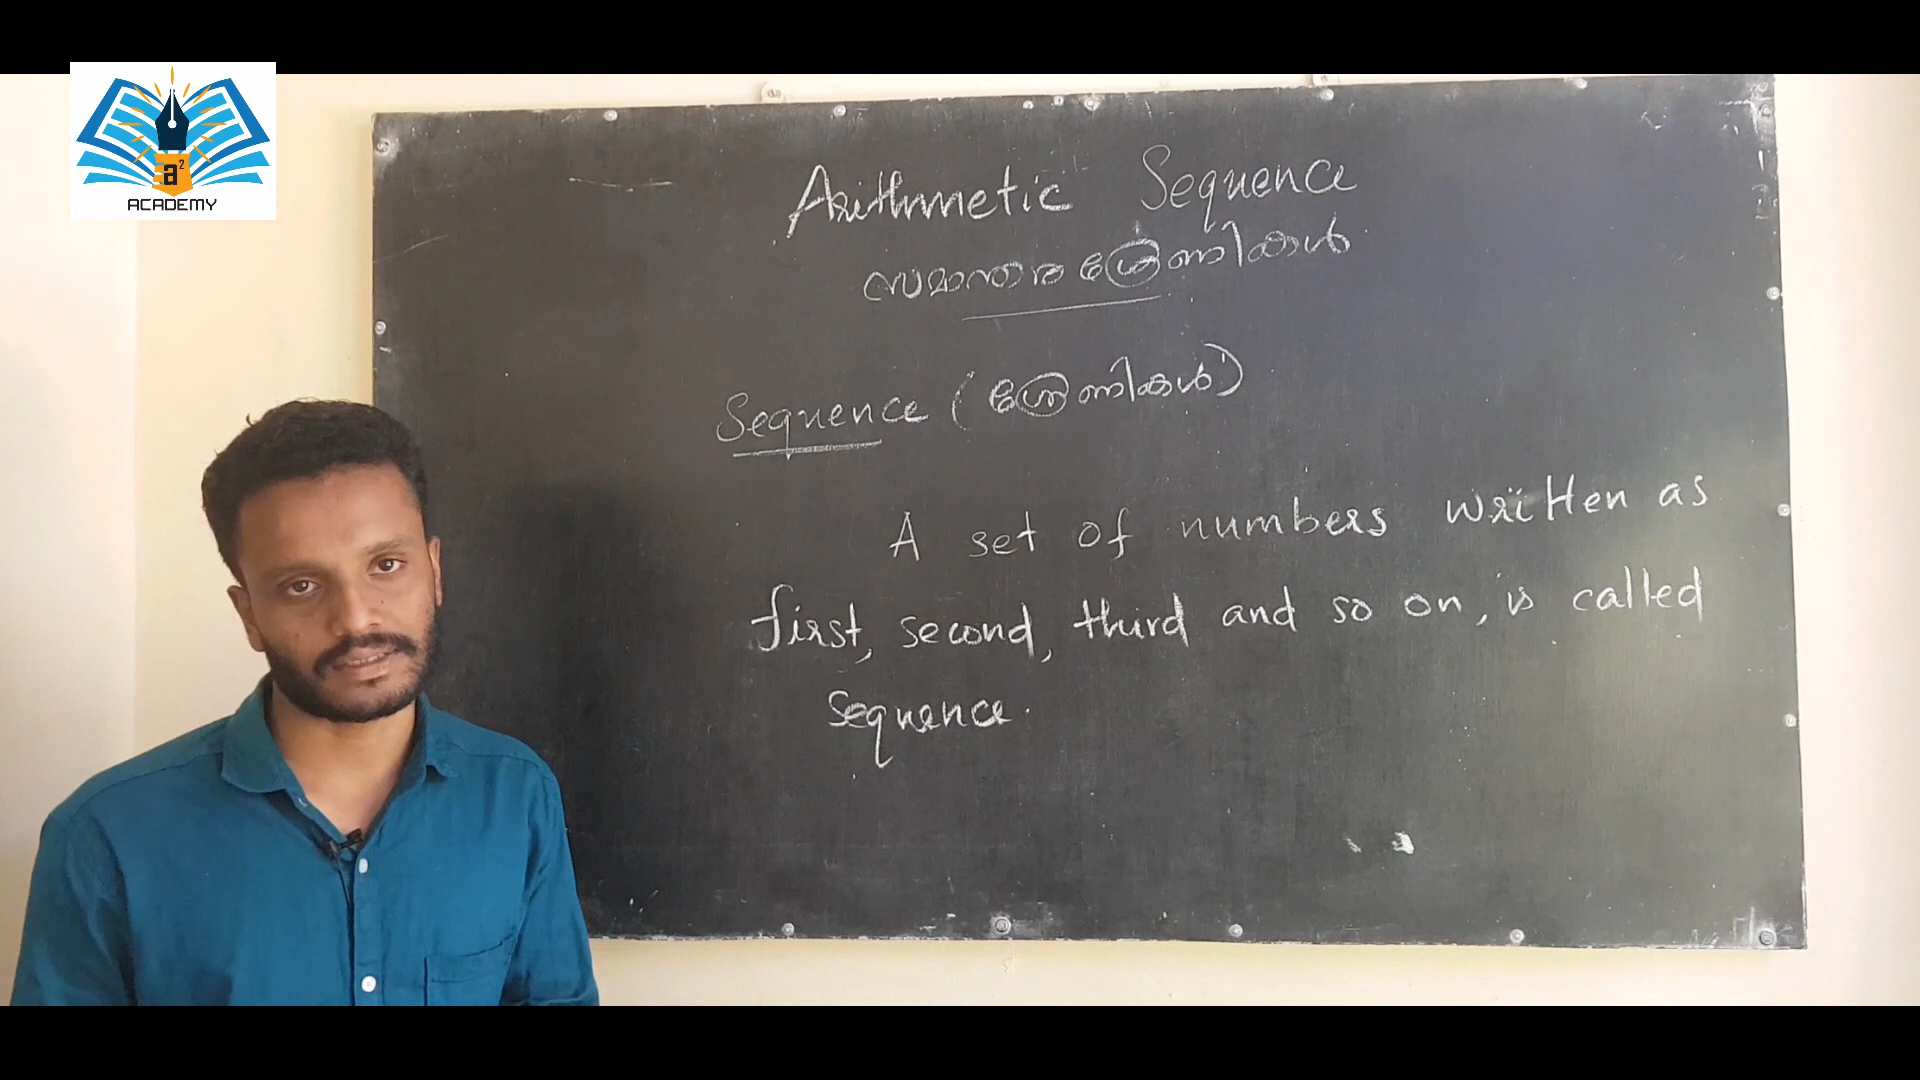 a²
ACADEMY
Arithmetic Sequence
സമാന്തര ശ്രേണികൾ
Sequence (ശ്രേണികൾ)
A set of numbers written as
first, second, third and so on, is called
Sequence.